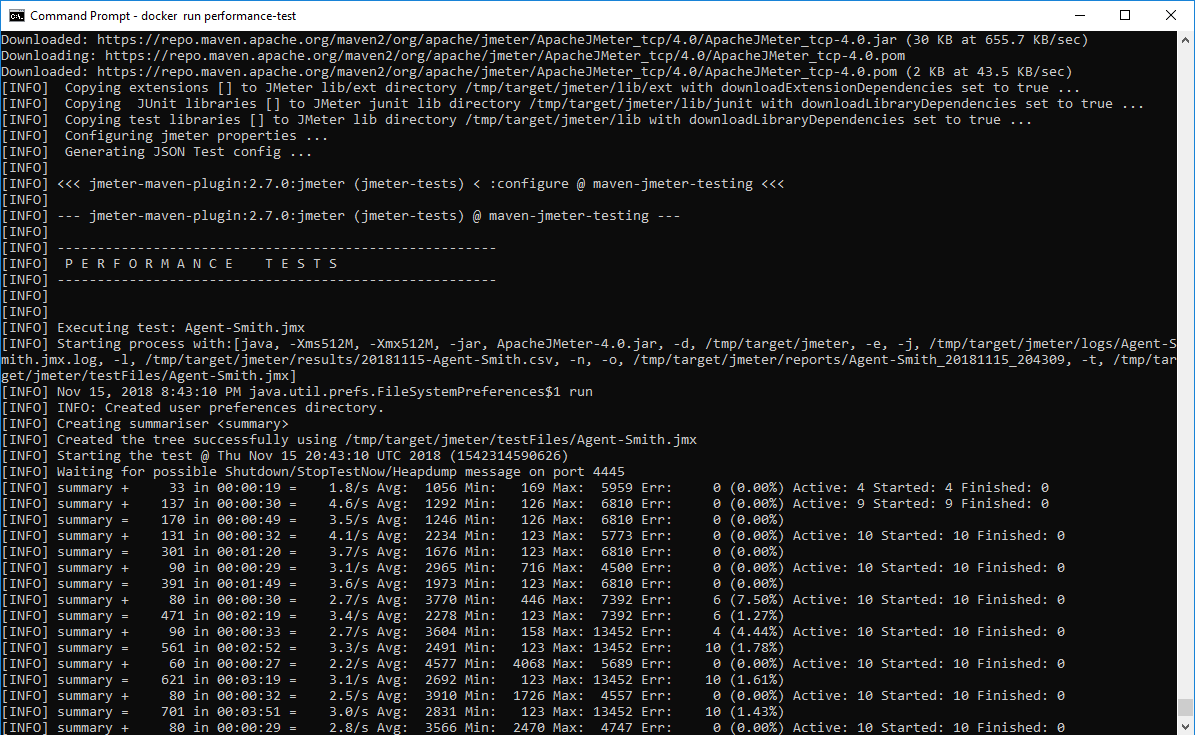 Command Prompt - docker  run performance-test
Downloaded: https://repo.maven.apache.org/maven2/org/apache/jmeter/ApacheJMeter_tcp/4.0/ApacheJMeter_tcp-4.0.jar (30 KB at 655.7 KB/sec)
Downloading: https://repo.maven.apache.org/maven2/org/apache/jmeter/ApacheJMeter_tcp/4.0/ApacheJMeter_tcp-4.0.pom
Downloaded: https://repo.maven.apache.org/maven2/org/apache/jmeter/ApacheJMeter_tcp/4.0/ApacheJMeter_tcp-4.0.pom (2 KB at 43.5 KB/sec)
[INFO]  Copying extensions [] to JMeter lib/ext directory /tmp/target/jmeter/lib/ext with downloadExtensionDependencies set to true ...
[INFO]  Copying  JUnit libraries [] to JMeter junit lib directory /tmp/target/jmeter/lib/junit with downloadLibraryDependencies set to true ...
[INFO]  Copying test libraries [] to JMeter lib directory /tmp/target/jmeter/lib with downloadLibraryDependencies set to true ...
[INFO]  Configuring jmeter properties ...
[INFO]  Generating JSON Test config ...
[INFO]
[INFO] <<< jmeter-maven-plugin:2.7.0:jmeter (jmeter-tests) < :configure @ maven-jmeter-testing <<<
[INFO]
[INFO] --- jmeter-maven-plugin:2.7.0:jmeter (jmeter-tests) @ maven-jmeter-testing ---
[INFO]
[INFO] -------------------------------------------------------
[INFO]  P E R F O R M A N C E    T E S T S
[INFO] -------------------------------------------------------
[INFO]
[INFO]
[INFO] Executing test: Agent-Smith.jmx
[INFO] Starting process with:[java, -Xms512M, -Xmx512M, -jar, ApacheJMeter-4.0.jar, -d, /tmp/target/jmeter, -e, -j, /tmp/target/jmeter/logs/Agent-S
mith.jmx.log, -l, /tmp/target/jmeter/results/20181115-Agent-Smith.csv, -n, -o, /tmp/target/jmeter/reports/Agent-Smith_20181115_204309, -t, /tmp/tar
get/jmeter/testFiles/Agent-Smith.jmx]
[INFO] Nov 15, 2018 8:43:10 PM java.util.prefs.FileSystemPreferences$1 run
[INFO] INFO: Created user preferences directory.
[INFO] Creating summariser <summary>
[INFO] Created the tree successfully using /tmp/target/jmeter/testFiles/Agent-Smith.jmx
[INFO] Starting the test @ Thu Nov 15 20:43:10 UTC 2018 (1542314590626)
[INFO] Waiting for possible Shutdown/StopTestNow/Heapdump message on port 4445
[INFO] summary +     33 in 00:00:19 =    1.8/s Avg:  1056 Min:   169 Max:  5959 Err:     0 (0.00%) Active: 4 Started: 4 Finished: 0
[INFO] summary +    137 in 00:00:30 =    4.6/s Avg:  1292 Min:   126 Max:  6810 Err:     0 (0.00%) Active: 9 Started: 9 Finished: 0
[INFO] summary =    170 in 00:00:49 =    3.5/s Avg:  1246 Min:   126 Max:  6810 Err:     0 (0.00%)
[INFO] summary +    131 in 00:00:32 =    4.1/s Avg:  2234 Min:   123 Max:  5773 Err:     0 (0.00%) Active: 10 Started: 10 Finished: 0
[INFO] summary =    301 in 00:01:20 =    3.7/s Avg:  1676 Min:   123 Max:  6810 Err:     0 (0.00%)
[INFO] summary +     90 in 00:00:29 =    3.1/s Avg:  2965 Min:   716 Max:  4500 Err:     0 (0.00%) Active: 10 Started: 10 Finished: 0
[INFO] summary =    391 in 00:01:49 =    3.6/s Avg:  1973 Min:   123 Max:  6810 Err:     0 (0.00%)
[INFO] summary +     80 in 00:00:30 =    2.7/s Avg:  3770 Min:   446 Max:  7392 Err:     6 (7.50%) Active: 10 Started: 10 Finished: 0
[INFO] summary =    471 in 00:02:19 =    3.4/s Avg:  2278 Min:   123 Max:  7392 Err:     6 (1.27%)
[INFO] summary +     90 in 00:00:33 =    2.7/s Avg:  3604 Min:   158 Max: 13452 Err:     4 (4.44%) Active: 10 Started: 10 Finished: 0
[INFO] summary =    561 in 00:02:52 =    3.3/s Avg:  2491 Min:   123 Max: 13452 Err:    10 (1.78%)
[INFO] summary +     60 in 00:00:27 =    2.2/s Avg:  4577 Min:  4068 Max:  5689 Err:     0 (0.00%) Active: 10 Started: 10 Finished: 0
[INFO] summary =    621 in 00:03:19 =    3.1/s Avg:  2692 Min:   123 Max: 13452 Err:    10 (1.61%)
[INFO] summary +     80 in 00:00:32 =    2.5/s Avg:  3910 Min:  1726 Max:  4557 Err:     0 (0.00%) Active: 10 Started: 10 Finished: 0
[INFO] summary =    701 in 00:03:51 =    3.0/s Avg:  2831 Min:   123 Max: 13452 Err:    10 (1.43%)
[INFO] summary +     80 in 00:00:29 =    2.8/s Avg:  3566 Min:  2470 Max:  4747 Err:     0 (0.00%) Active: 10 Started: 10 Finished: 0